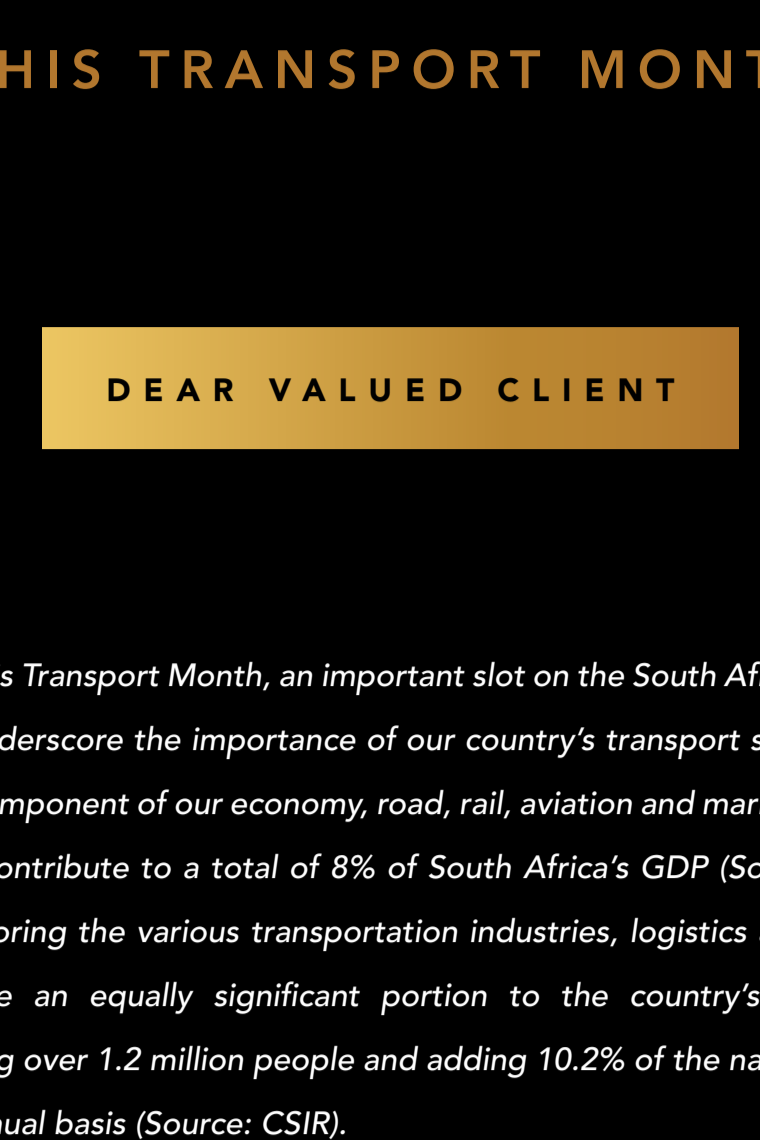 HIS TRANSPORT MONT
DEAR VALUED CLIENT
s Transport Month, an important slot on the South Af
derscore the importance of our country's transport s
mponent of our economy, road, rail, aviation and mar
ontribute to a total of 8% of South Africa's GDP (So
oring the various transportation industries, logistics
e an equally significant portion to the country's
g over 1.2 million people and adding 10.2% of the na
nual basis (Source: CSIR).